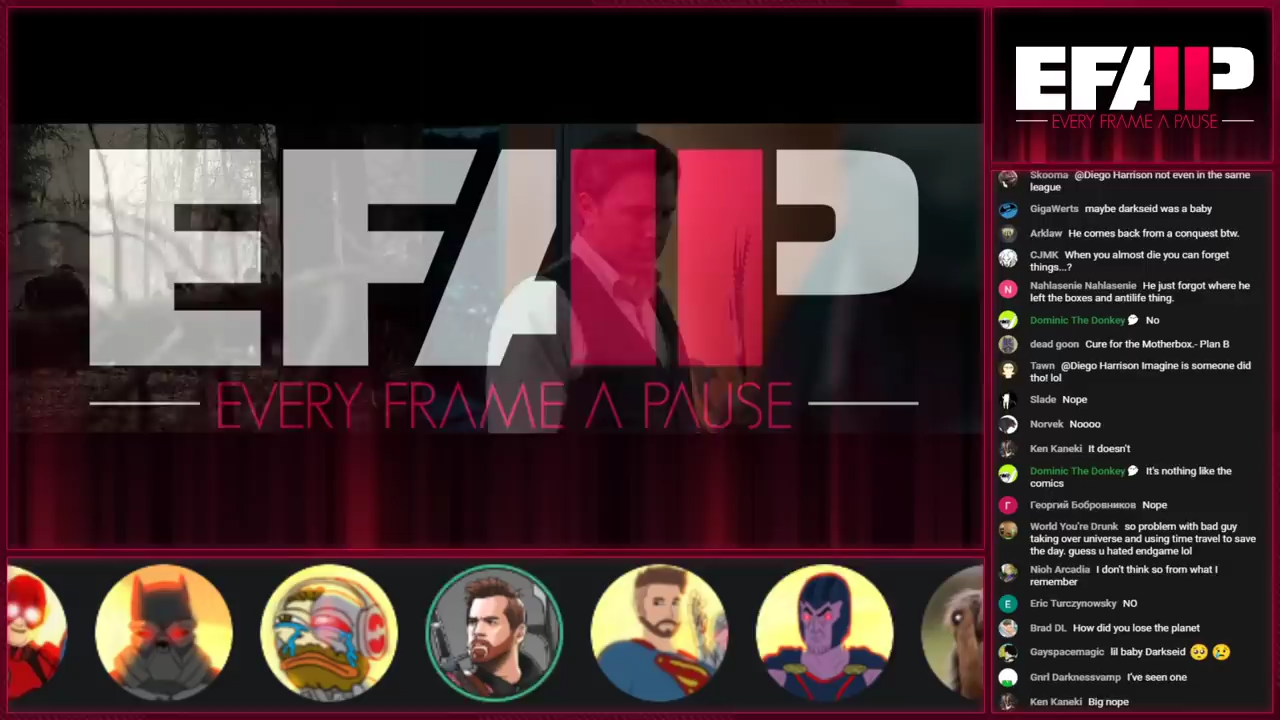 EFAP
EVERY FRAME A PAUSE
EFAP
EVERY FRAME A PAUSE
Skooma @Diego Harrison not even in the same
league
GigaWerts maybe darkseid was a baby
Arklaw He comes back from a conquest btw.
CJMK When you almost die you can forget
things...?
N
Nahlasenie Nahlasenie He just forgot where he
left the boxes and antilife thing.
Dominic The Donkey No
dead goon Cure for the Motherbox.- Plan B
Tawn @Diego Harrison Imagine is someone did
tho! lol
Slade Nope
Norvek Noooo
Ken Kaneki It doesn't
Dominic The Donkey It's nothing like the
comics
Г
Георгий Бобровников Nope
World You're Drunk so problem with bad guy
taking over universe and using time travel to save
the day. guess u hated endgame lol
Nioh Arcadia I don't think so from what I
remember
E
Eric Turczynowsky NO
Brad DL How did you lose the planet
Gayspacemagic lil baby Darkseid 🥺 😢
Gnrl Darknessvamp I've seen one
Ken Kaneki Big nope